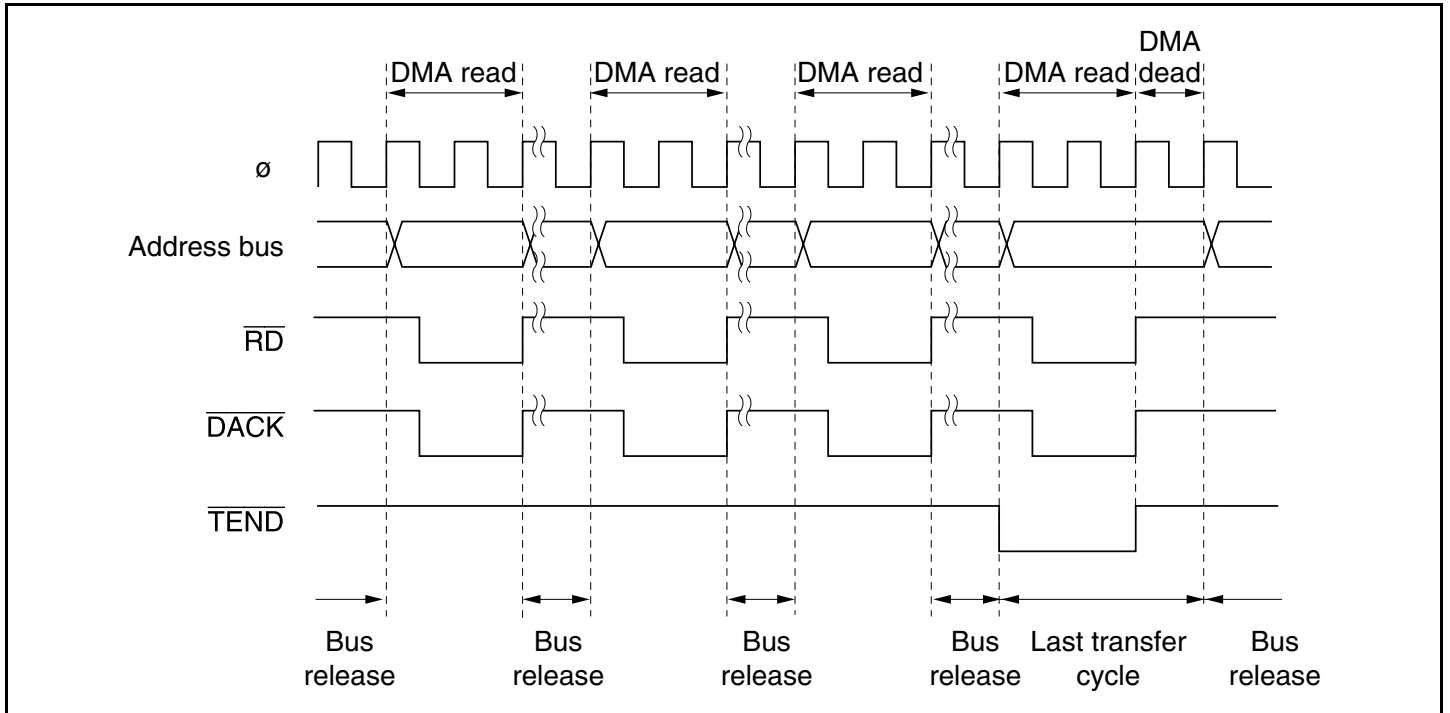 DMA
DMA read DMA read DMA read DMA read dead
ø
Address bus
RD
DACK
TEND
Bus release
Bus release
Bus release
Bus release
Last transfer cycle
Bus release